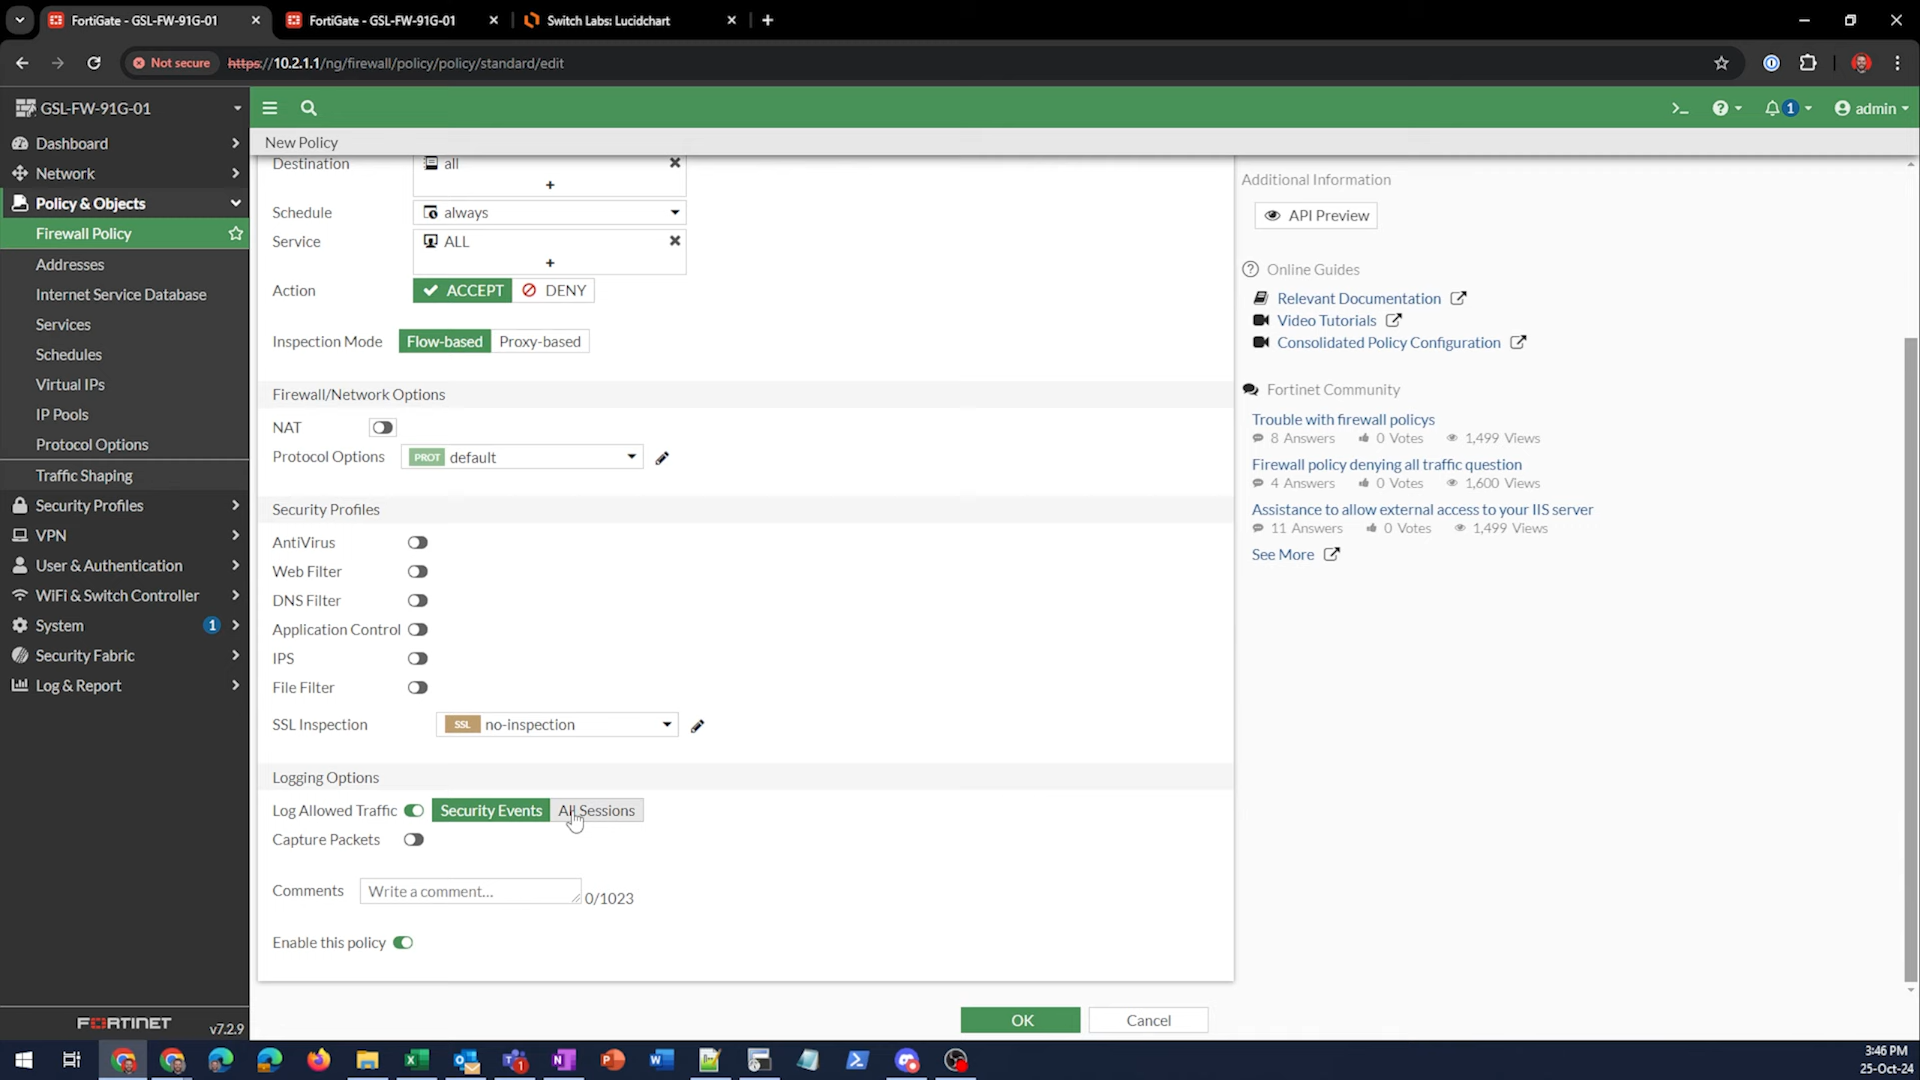 FortiGate - GSL-FW-91G-01
FortiGate - GSL-FW-91G-01
Switch Labs: Lucidchart
Not secure
https://10.2.1.1/ng/firewall/policy/policy/standard/edit
GSL-FW-91G-01
1
admin
Dashboard
Network
Policy & Objects
Firewall Policy
Addresses
Internet Service Database
Services
Schedules
Virtual IPs
IP Pools
Protocol Options
Traffic Shaping
Security Profiles
VPN
User & Authentication
WiFi & Switch Controller
System 1
Security Fabric
Log & Report
FORTINET v7.2.9
New Policy
Destination all
+
Schedule always
Service ALL
+
Action ACCEPT DENY
Inspection Mode Flow-based Proxy-based
Firewall/Network Options
NAT
Protocol Options PROT default
Security Profiles
AntiVirus
Web Filter
DNS Filter
Application Control
IPS
File Filter
SSL Inspection SSL no-inspection
Logging Options
Log Allowed Traffic Security Events All Sessions
Capture Packets
Comments Write a comment... 0/1023
Enable this policy
OK Cancel
Additional Information
API Preview
Online Guides
Relevant Documentation
Video Tutorials
Consolidated Policy Configuration
Fortinet Community
Trouble with firewall policys
8 Answers 0 Votes 1,499 Views
Firewall policy denying all traffic question
4 Answers 0 Votes 1,600 Views
Assistance to allow external access to your IIS server
11 Answers 0 Votes 1,499 Views
See More
3:46 PM
25-Oct-24